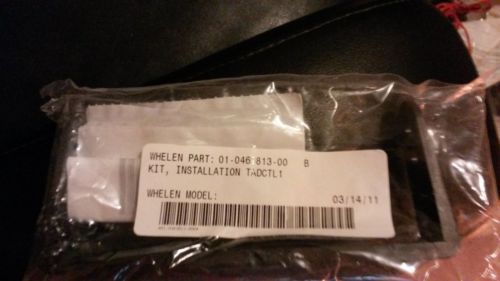 WHELEN PART: 01-046 813-00 B
KIT, INSTALLATION TADCTL1
WHELEN MODEL:
03/14/11